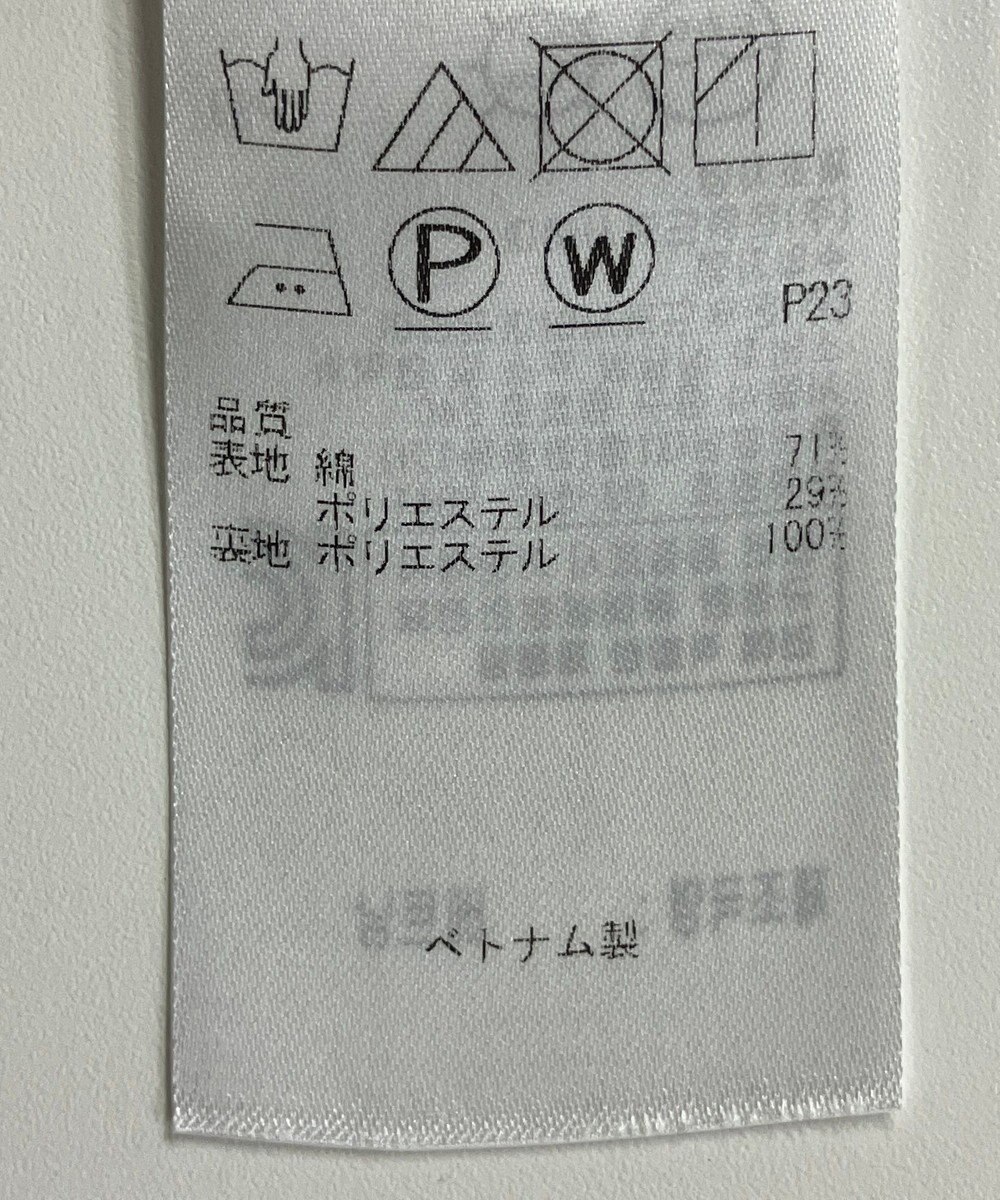 P W
P23
品質
表地 綿 71%
ポリエステル 29%
裏地 ポリエステル 100%
ベトナム製